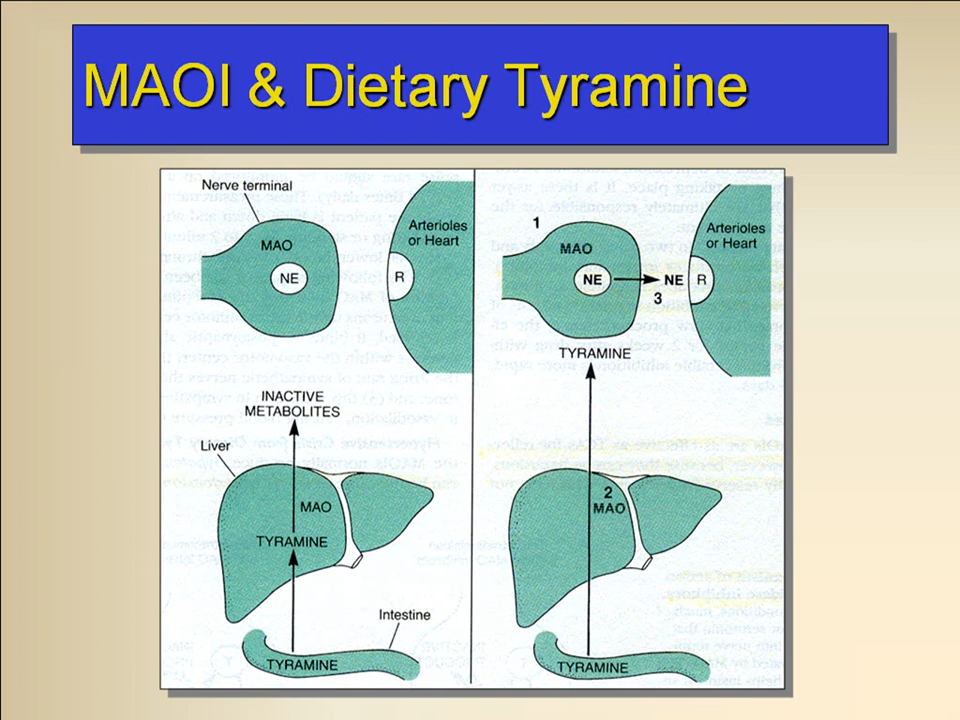 MAOI & Dietary Tyramine
Nerve terminal
MAO
NE
Arterioles
or Heart
R
INACTIVE
METABOLITES
Liver
MAO
TYRAMINE
Intestine
TYRAMINE
1
MAO
NE
NE
3
Arterioles
or Heart
R
TYRAMINE
2
MAO
TYRAMINE